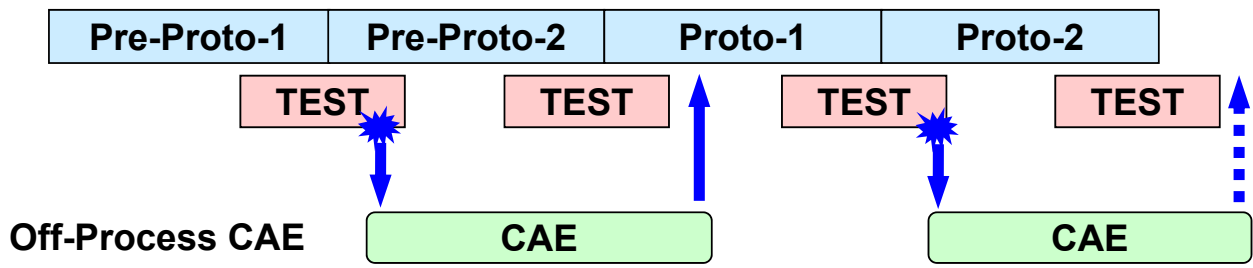 Pre-Proto-1 Pre-Proto-2 Proto-1 Proto-2
TEST TEST TEST TEST
Off-Process CAE CAE CAE